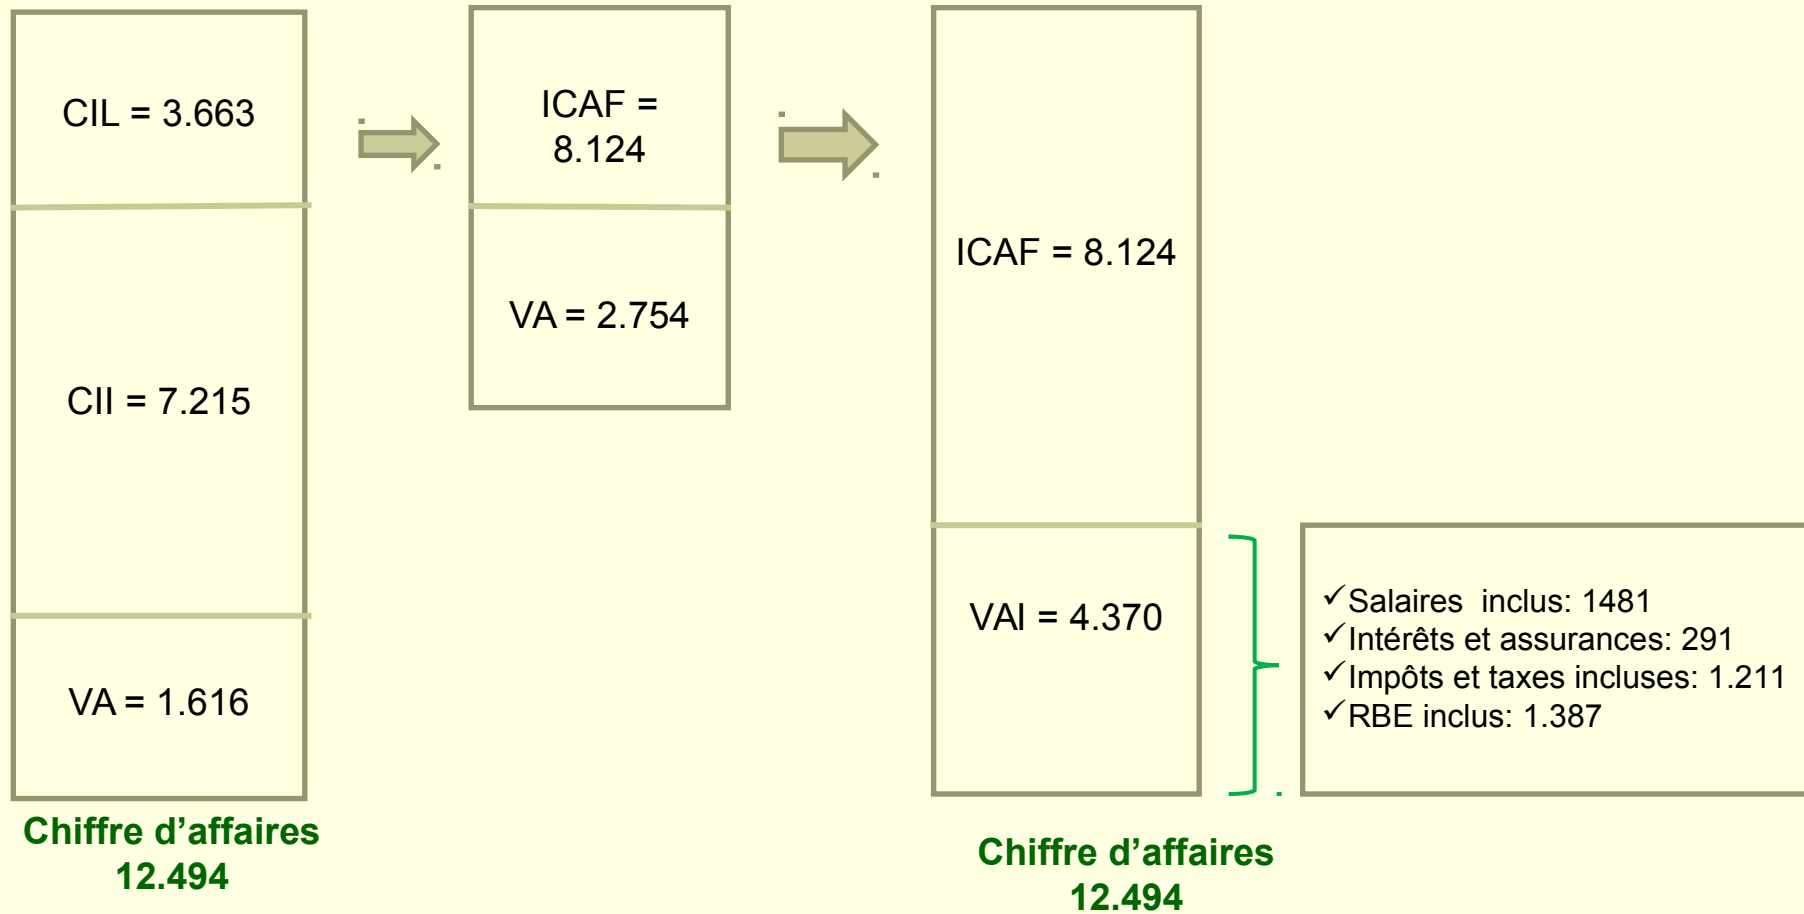 CIL = 3.663
CII = 7.215
VA = 1.616
Chiffre d’affaires
12.494
ICAF =
8.124
VA = 2.754
ICAF = 8.124
VAI = 4.370
Chiffre d’affaires
12.494
✓Salaires  inclus: 1481
✓Intérêts et assurances: 291
✓Impôts et taxes incluses: 1.211
✓RBE inclus: 1.387